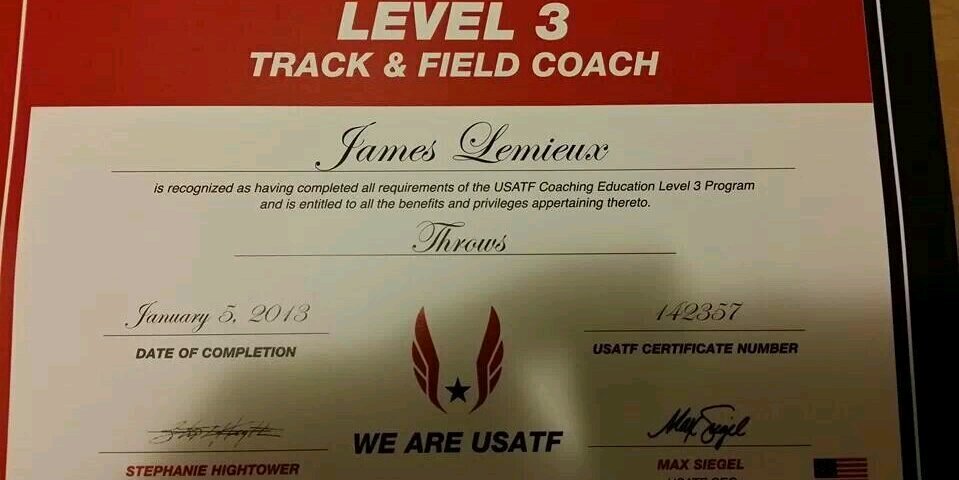 LEVEL 3
TRACK & FIELD COACH
James Lemieux
is recognized as having completed all requirements of the USATF Coaching Education Level 3 Program
and is entitled to all the benefits and privileges appertaining thereto.
Throws
January 5, 2013
142357
DATE OF COMPLETION
USATF CERTIFICATE NUMBER
WE ARE USATF
Max Siegel
STEPHANIE HIGHTOWER
MAX SIEGEL